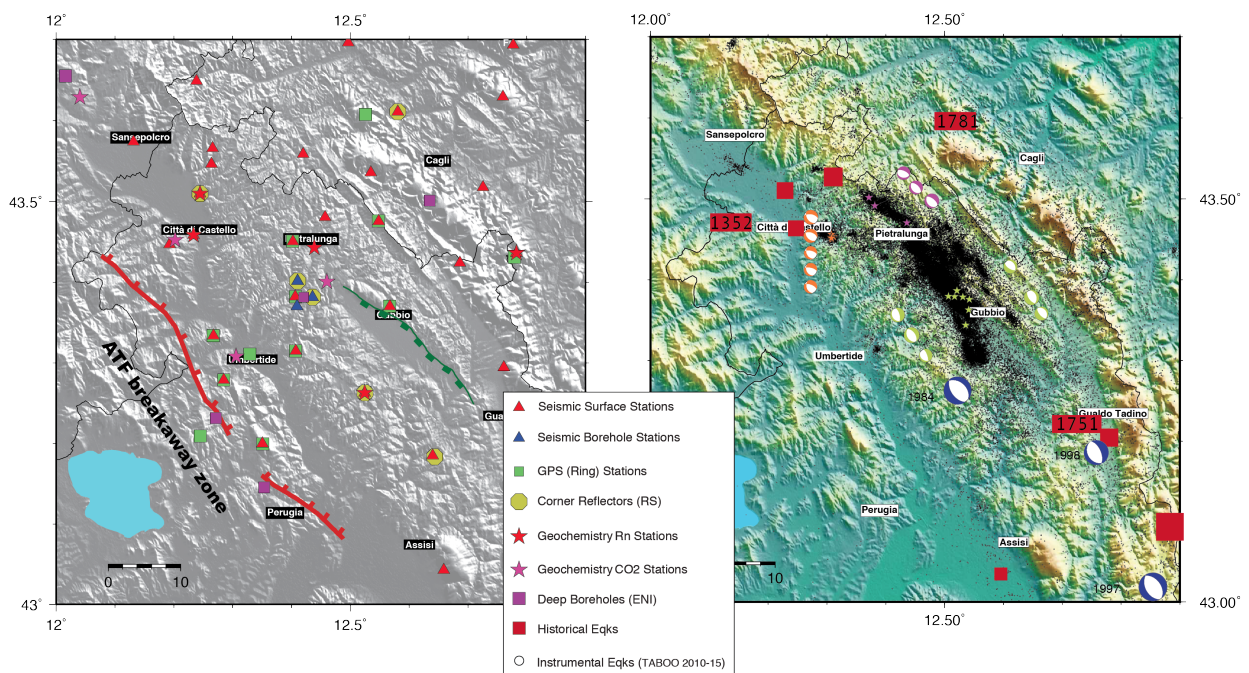 12˚
12.5˚
12.00˚
12.50˚
Sansepolcro
Cagli
43.5˚
Città di Castello
Pietralunga
Gubbio
Umbertide
Gua
ATF breakaway zone
Perugia
Assisi
0 10
43˚
12˚
12.5˚
Seismic Surface Stations
Seismic Borehole Stations
GPS (Ring) Stations
Corner Reflectors (RS)
Geochemistry Rn Stations
Geochemistry CO2 Stations
Deep Boreholes (ENI)
Historical Eqks
Instrumental Eqks (TABOO 2010-15)
1781
Sansepolcro
Cagli
43.50˚
1352
Città di Castello
Pietralunga
Gubbio
Umbertide
1984
Gualdo Tadino
1751
1998
Perugia
Assisi
10
1997
43.00˚
12.50˚